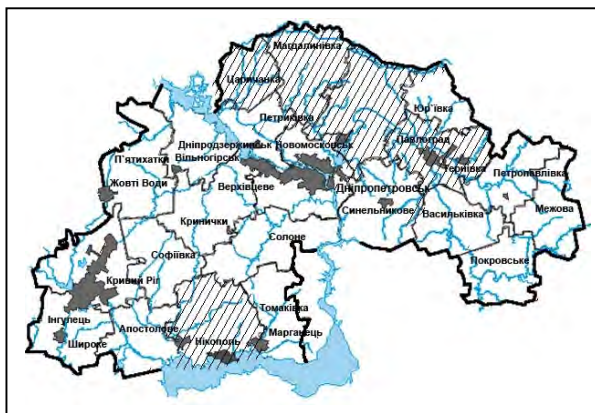 Магдалинівка
Царичанка
Юр'ївка
Петриківка
Дніпродзержинськ
Новомосковськ
Павлоград
П'ятихатки
Вільногірськ
Тернівка
Петропавлівка
Жовті Води
Верхівцеве
Дніпропетровськ
Синельникове
Васильківка
Межова
Кринички
Солоне
Софіївка
Покровське
Кривий Ріг
Томаківка
Інгулець
Апостолове
Нікополь
Марганець
Широке